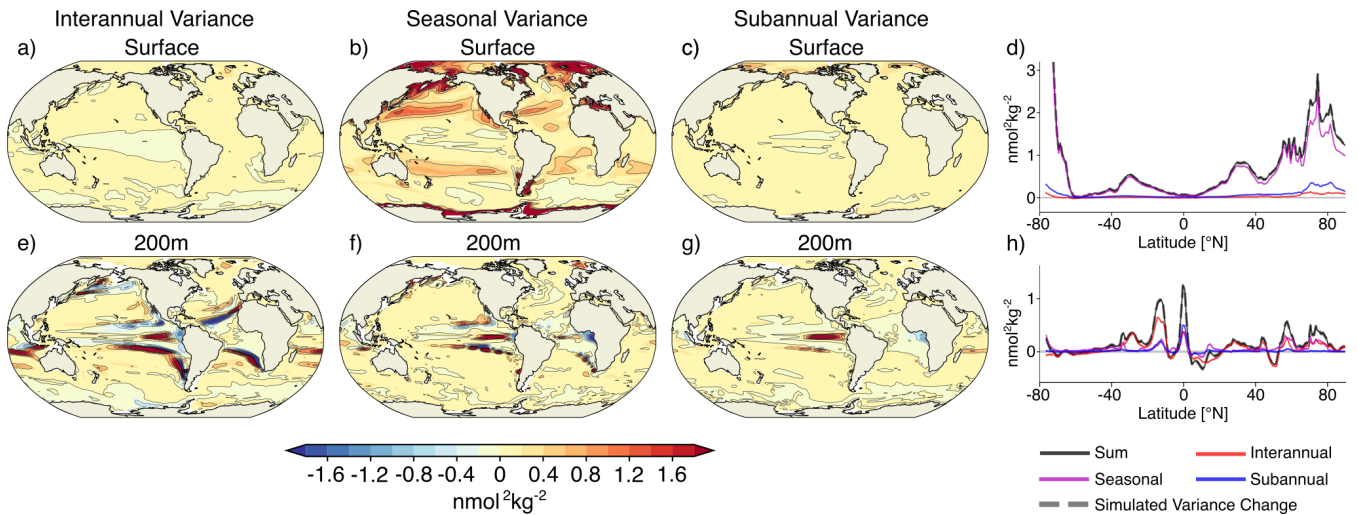 Interannual Variance
Seasonal Variance
Subannual Variance
a)
Surface
b)
Surface
c)
Surface
d)
3
2
1
0
nmol²kg⁻²
-80
-40
0
40
80
Latitude [°N]
e)
200m
f)
200m
g)
200m
h)
1
0
nmol²kg⁻²
-80
-40
0
40
80
Latitude [°N]
-1.6 -1.2 -0.8 -0.4 0 0.4 0.8 1.2 1.6
nmol²kg⁻²
Sum
Interannual
Seasonal
Subannual
Simulated Variance Change